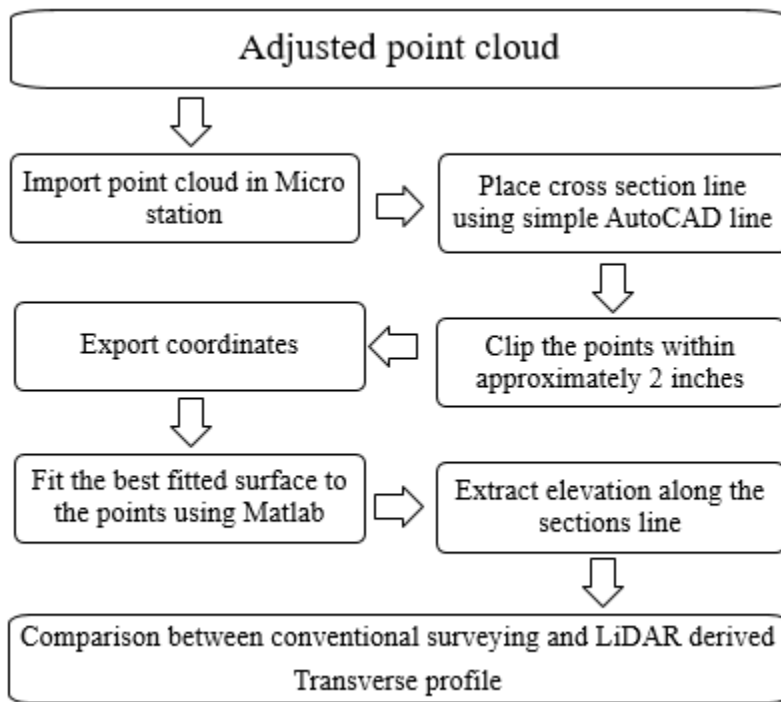 Adjusted point cloud
Import point cloud in Micro
station
Place cross section line
using simple AutoCAD line
Clip the points within
approximately 2 inches
Export coordinates
Fit the best fitted surface to
the points using Matlab
Extract elevation along the
sections line
Comparison between conventional surveying and LiDAR derived
Transverse profile